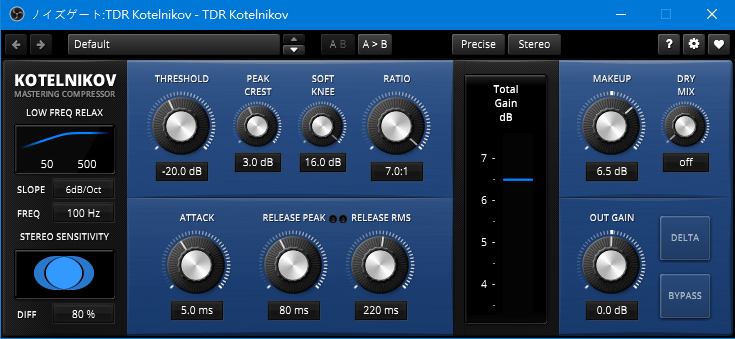 ノイズゲート:TDR Kotelnikov - TDR Kotelnikov
Default
A B
A > B
Precise
Stereo
?
KOTELNIKOV
MASTERING COMPRESSOR
LOW FREQ RELAX
50 500
SLOPE 6dB/Oct
FREQ 100 Hz
STEREO SENSITIVITY
DIFF 80 %
THRESHOLD
-20.0 dB
PEAK
CREST
3.0 dB
SOFT
KNEE
16.0 dB
RATIO
7.0:1
ATTACK
5.0 ms
RELEASE PEAK
80 ms
RELEASE RMS
220 ms
Total
Gain
dB
7 -
6 -
5 -
4 -
MAKEUP
6.5 dB
DRY
MIX
off
OUT GAIN
0.0 dB
DELTA
BYPASS